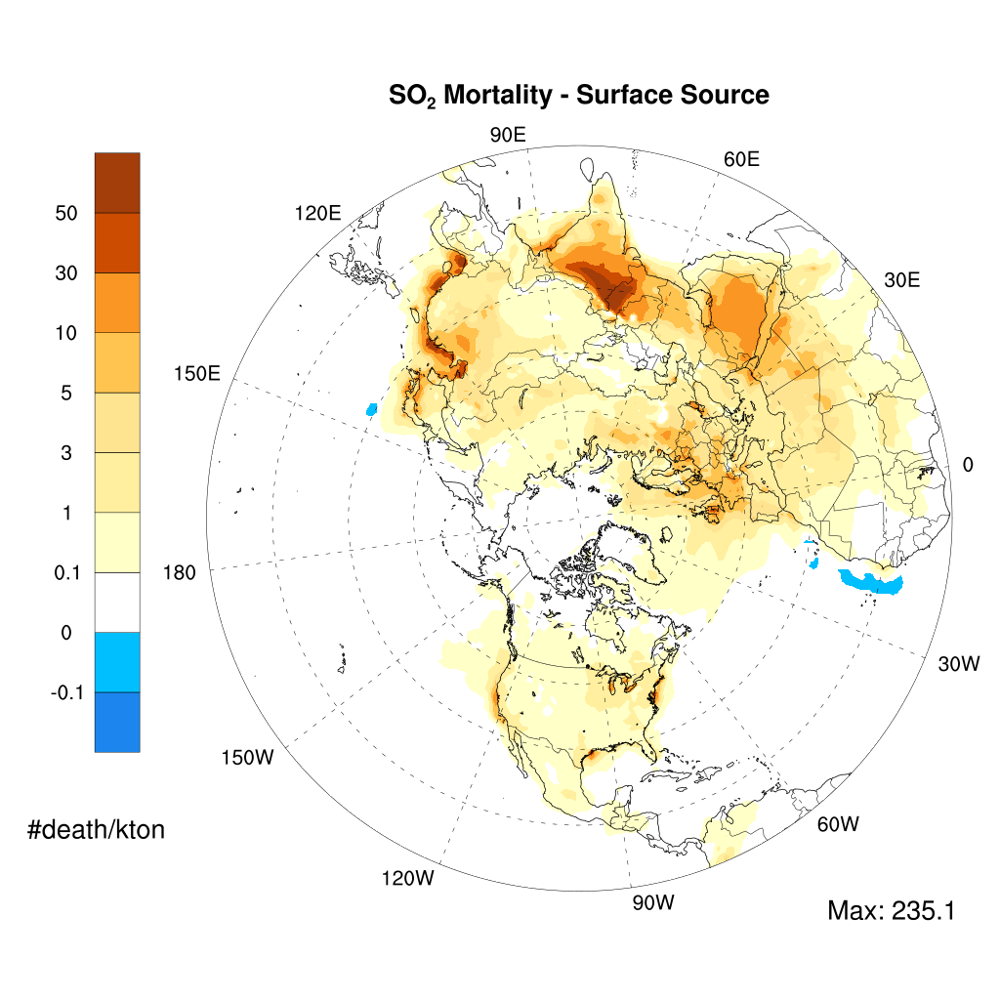 SO₂ Mortality - Surface Source
90E
60E
120E
30E
150E
0
180
30W
150W
60W
120W
90W
50
30
10
5
3
1
0.1
0
-0.1
#death/kton
Max: 235.1